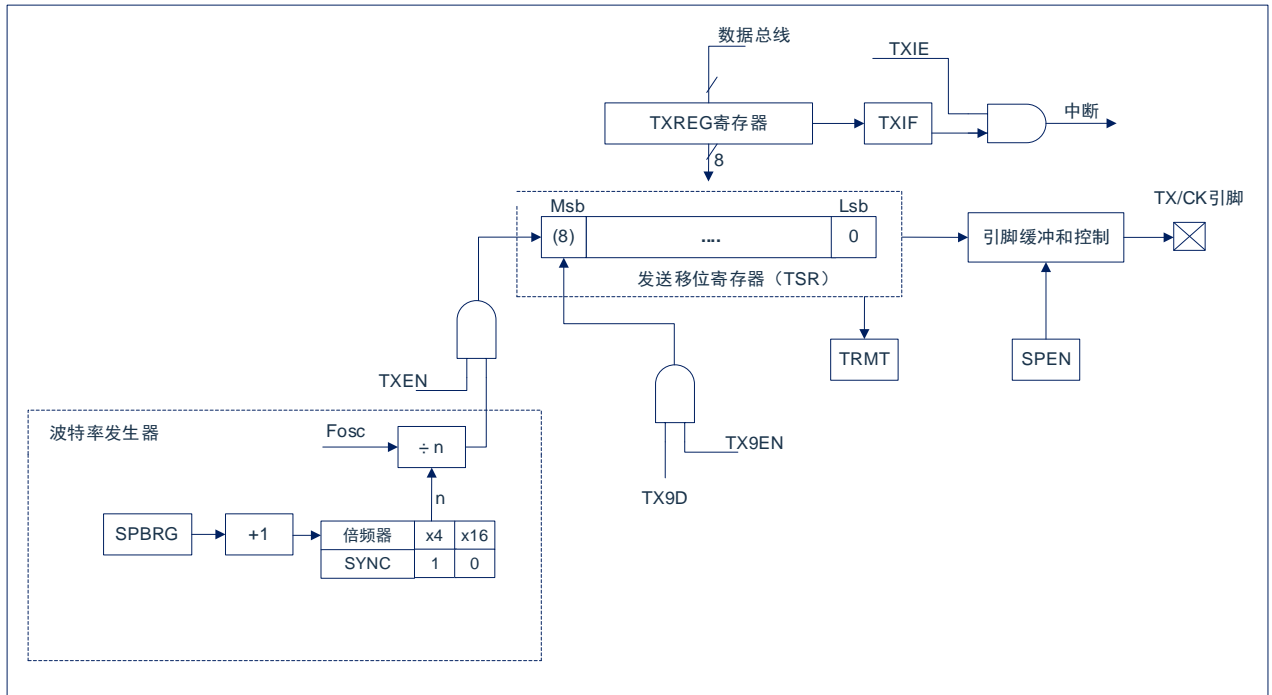 数据总线
TXIE
TXREG寄存器
TXIF
中断
8
Msb
Lsb
TX/CK引脚
(8)
....
0
引脚缓冲和控制
发送移位寄存器（TSR）
TRMT
SPEN
TXEN
波特率发生器
Fosc
÷ n
TX9EN
n
TX9D
SPBRG
+1
倍频器 x4 x16
SYNC 1 0